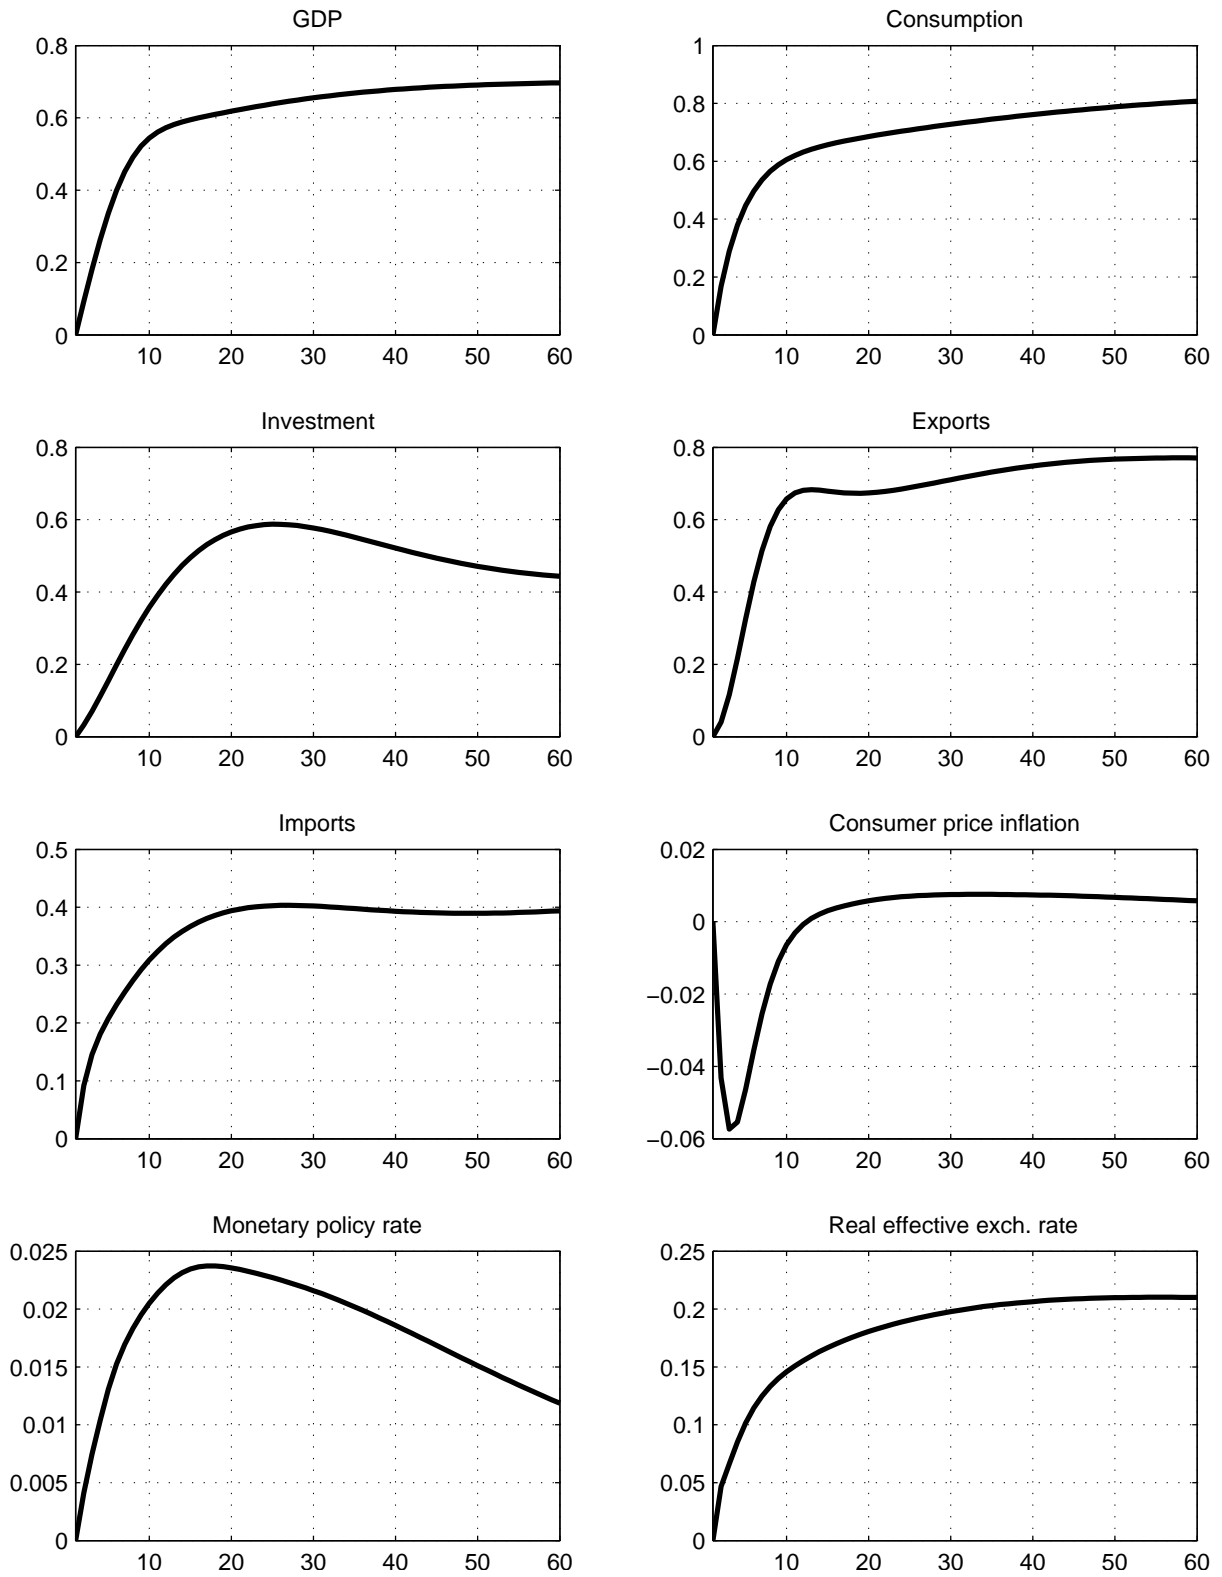 GDP
0.8
0.6
0.4
0.2
0
10 20 30 40 50 60
Consumption
1
0.8
0.6
0.4
0.2
0
10 20 30 40 50 60
Investment
0.8
0.6
0.4
0.2
0
10 20 30 40 50 60
Exports
0.8
0.6
0.4
0.2
0
10 20 30 40 50 60
Imports
0.5
0.4
0.3
0.2
0.1
0
10 20 30 40 50 60
Consumer price inflation
0.02
0
−0.02
−0.04
−0.06
10 20 30 40 50 60
Monetary policy rate
0.025
0.02
0.015
0.01
0.005
0
10 20 30 40 50 60
Real effective exch. rate
0.25
0.2
0.15
0.1
0.05
0
10 20 30 40 50 60